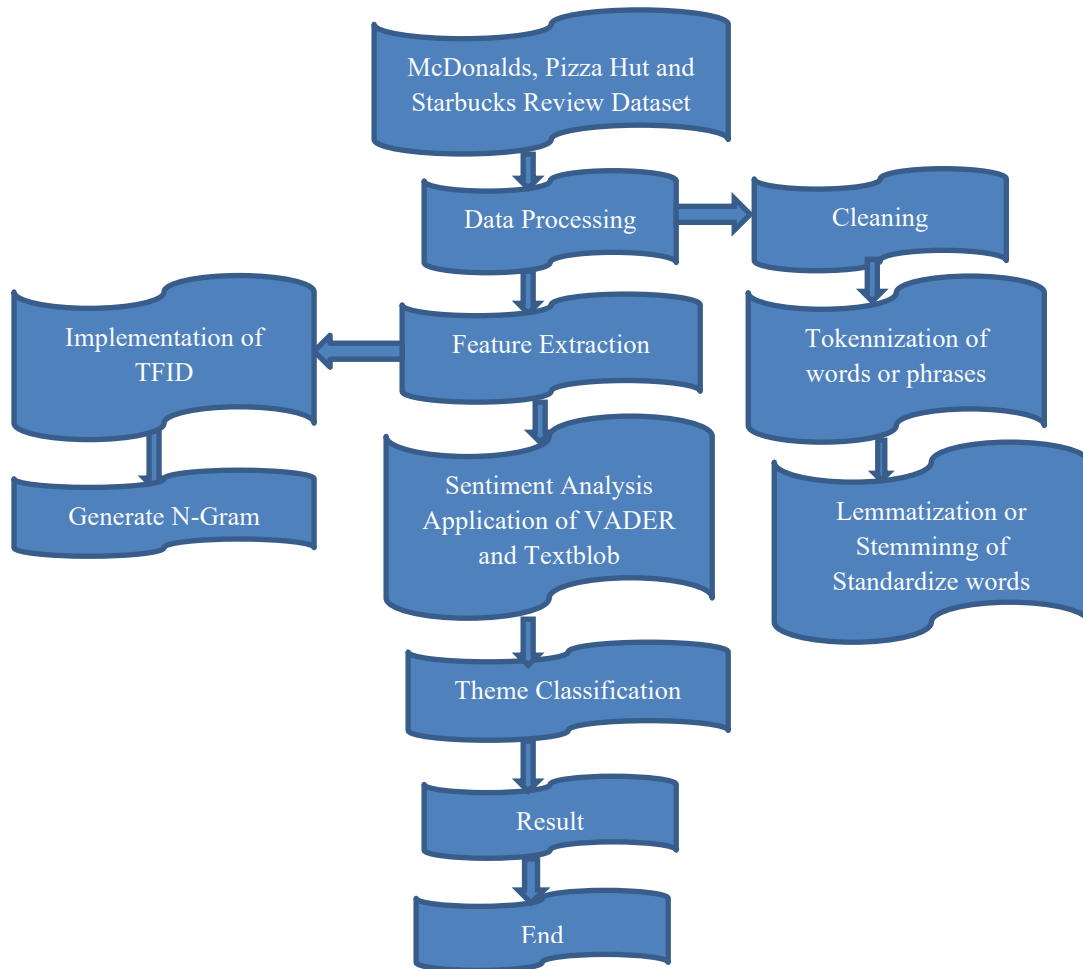 McDonalds, Pizza Hut and
Starbucks Review Dataset
Data Processing
Cleaning
Implementation of
TFID
Feature Extraction
Tokennization of
words or phrases
Generate N-Gram
Sentiment Analysis
Application of VADER
and Textblob
Lemmatization or
Stemminng of
Standardize words
Theme Classification
Result
End